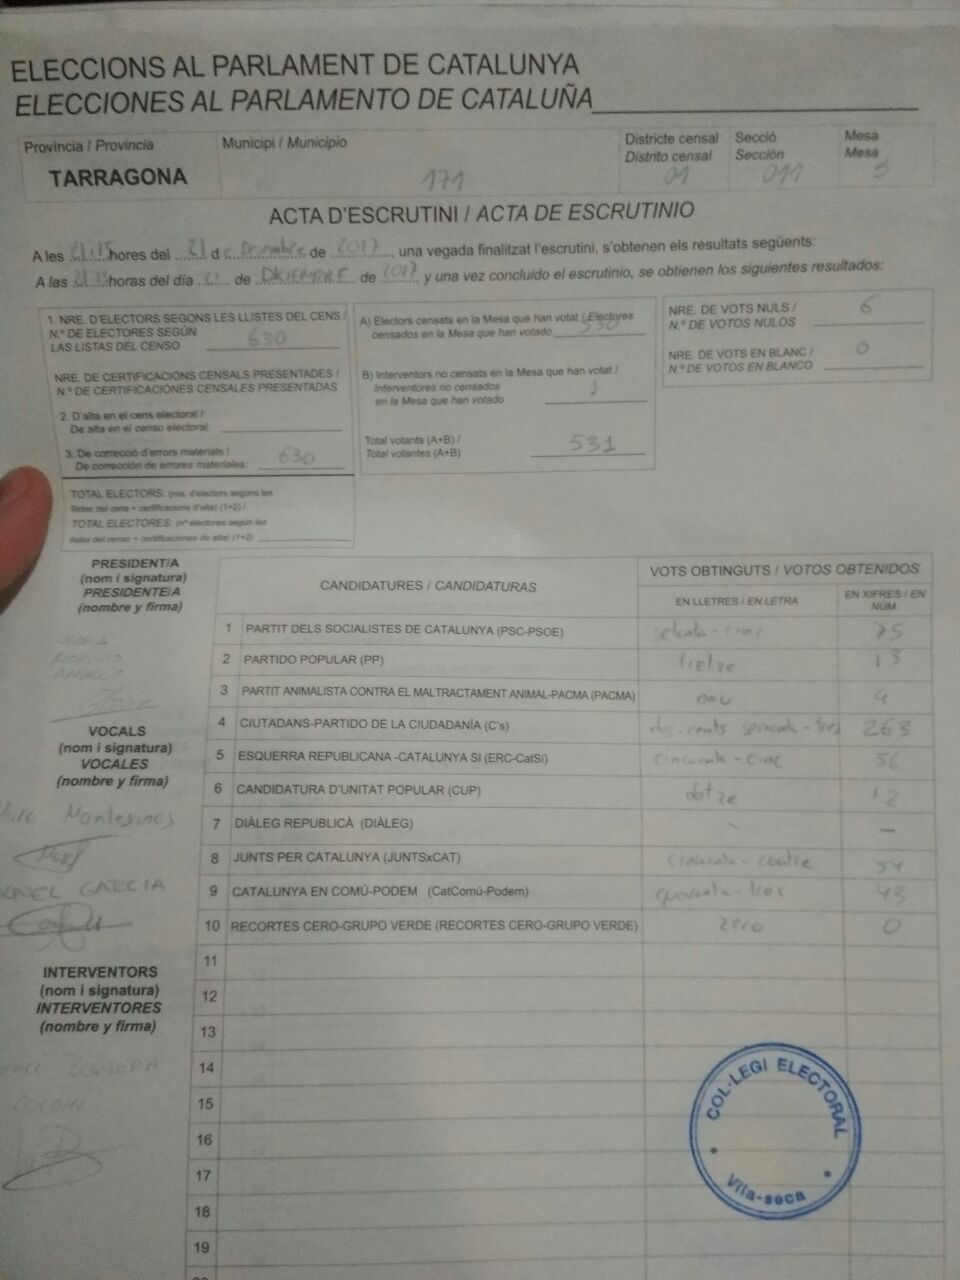 ELECCIONS AL PARLAMENT DE CATALUNYA
ELECCIONES AL PARLAMENTO DE CATALUÑA
Provincia / Provincia
TARRAGONA
Municipi / Municipio
171
Districte censal
Distrito censal
01
Secció
Sección
011
Mesa
Mesa
ACTA D'ESCRUTINI / ACTA DE ESCRUTINIO
A les 21:15 hores del 21 de Desembre de 2017, una vegada finalitzat l'escrutini, s'obtenen els resultats següents:
A las 21:15 horas del día 21 de DICIEMBRE de 2017 y una vez concluido el escrutinio, se obtienen los siguientes resultados:
1. NRE. D'ELECTORS SEGONS LES LLISTES DEL CENS /
N.º DE ELECTORES SEGÚN
LAS LISTAS DEL CENSO 630
NRE. DE CERTIFICACIONS CENSALS PRESENTADES /
N.º DE CERTIFICACIONES CENSALES PRESENTADAS
2. D'alta en el cens electoral /
De alta en el censo electoral:
3. De correcció d'errors materials /
De corrección de errores materiales: 630
TOTAL ELECTORS: (nre. d'electors segons les
llistes del cens + certificacions d'alta) (1+2) /
TOTAL ELECTORES: (nº electores según las
listas del censo + certificaciones de alta) (1+2)
A) Electors censats en la Mesa que han votat / Electores
censados en la Mesa que han votado 530
B) Interventors no censats en la Mesa que han votat /
Interventores no censados
en la Mesa que han votado 1
Total votants (A+B) /
Total votantes (A+B) 531
NRE. DE VOTS NULS /
N.º DE VOTOS NULOS 6
NRE. DE VOTS EN BLANC /
N.º DE VOTOS EN BLANCO 0
PRESIDENT/A
(nom i signatura)
PRESIDENTE/A
(nombre y firma)
VOCALS
(nom i signatura)
VOCALES
(nombre y firma)
Montesinos
GARCIA
INTERVENTORS
(nom i signatura)
INTERVENTORES
(nombre y firma)
CANDIDATURES / CANDIDATURAS
VOTS OBTINGUTS / VOTOS OBTENIDOS
EN LLETRES / EN LETRA
EN XIFRES / EN NÚM.
1 PARTIT DELS SOCIALISTES DE CATALUNYA (PSC-PSOE) setanta-cinc 75
2 PARTIDO POPULAR (PP) tretze 13
3 PARTIT ANIMALISTA CONTRA EL MALTRACTAMENT ANIMAL-PACMA (PACMA) nou
4 CIUTADANS-PARTIDO DE LA CIUDADANÍA (C's) 263
5 ESQUERRA REPUBLICANA -CATALUNYA SI (ERC-CatSí) 56
6 CANDIDATURA D'UNITAT POPULAR (CUP) dotze 12
7 DIÀLEG REPUBLICÀ (DIÀLEG) - -
8 JUNTS PER CATALUNYA (JUNTSxCAT) 54
9 CATALUNYA EN COMÚ-PODEM (CatComú-Podem) quaranta-tres 43
10 RECORTES CERO-GRUPO VERDE (RECORTES CERO-GRUPO VERDE) zero 0
11
12
13
14
15
16
17
18
19
COL·LEGI ELECTORAL
Vila-seca